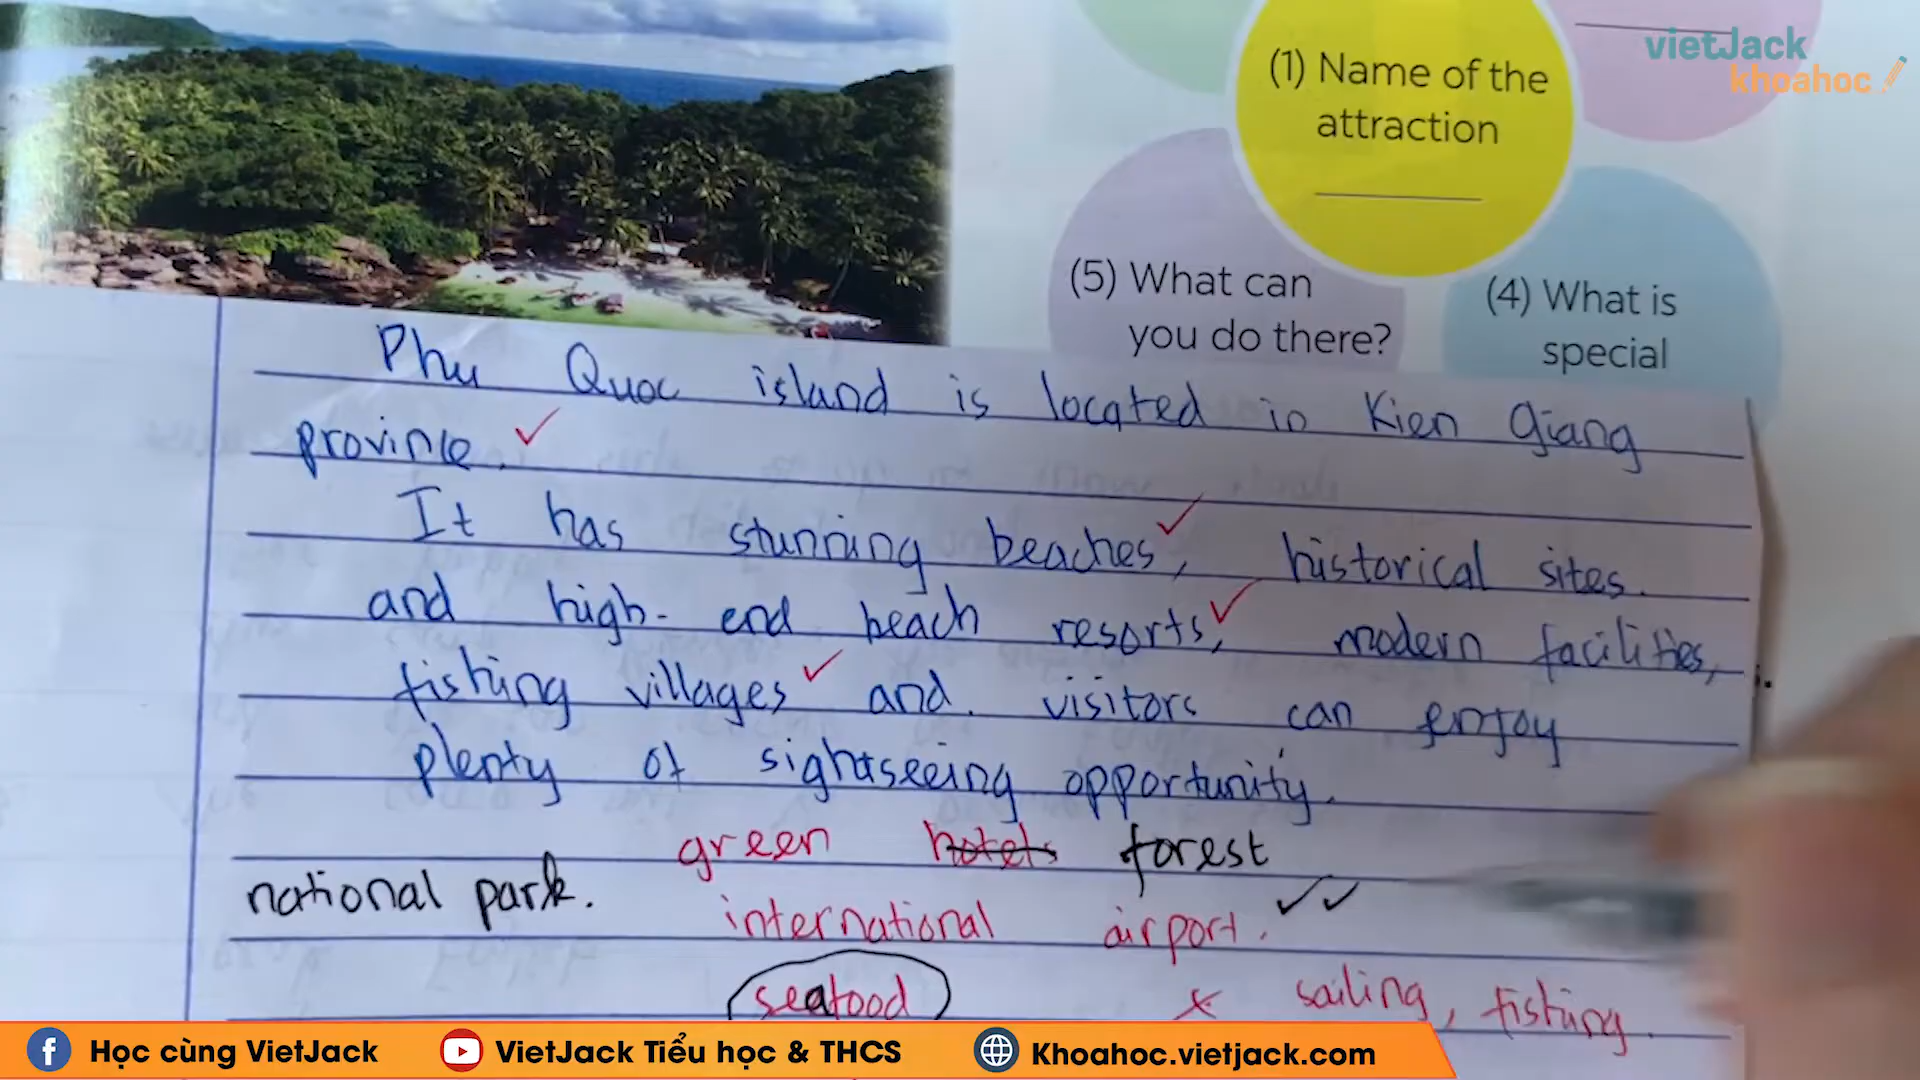 vietJack
khoahoc
(1) Name of the
attraction
(5) What can
you do there?
(4) What is
special
Phu Quoc island is located in Kien Giang
province.
It has stunning beaches, historical sites.
and high-end beach resorts, modern facilities,
fishing villages and visitors can enjoy
plenty of sightseeing opportunity.
green hotels forest
national park.
international airport.
seafood
x sailing, fishing.
Học cùng VietJack
VietJack Tiểu học & THCS
Khoahoc.vietjack.com